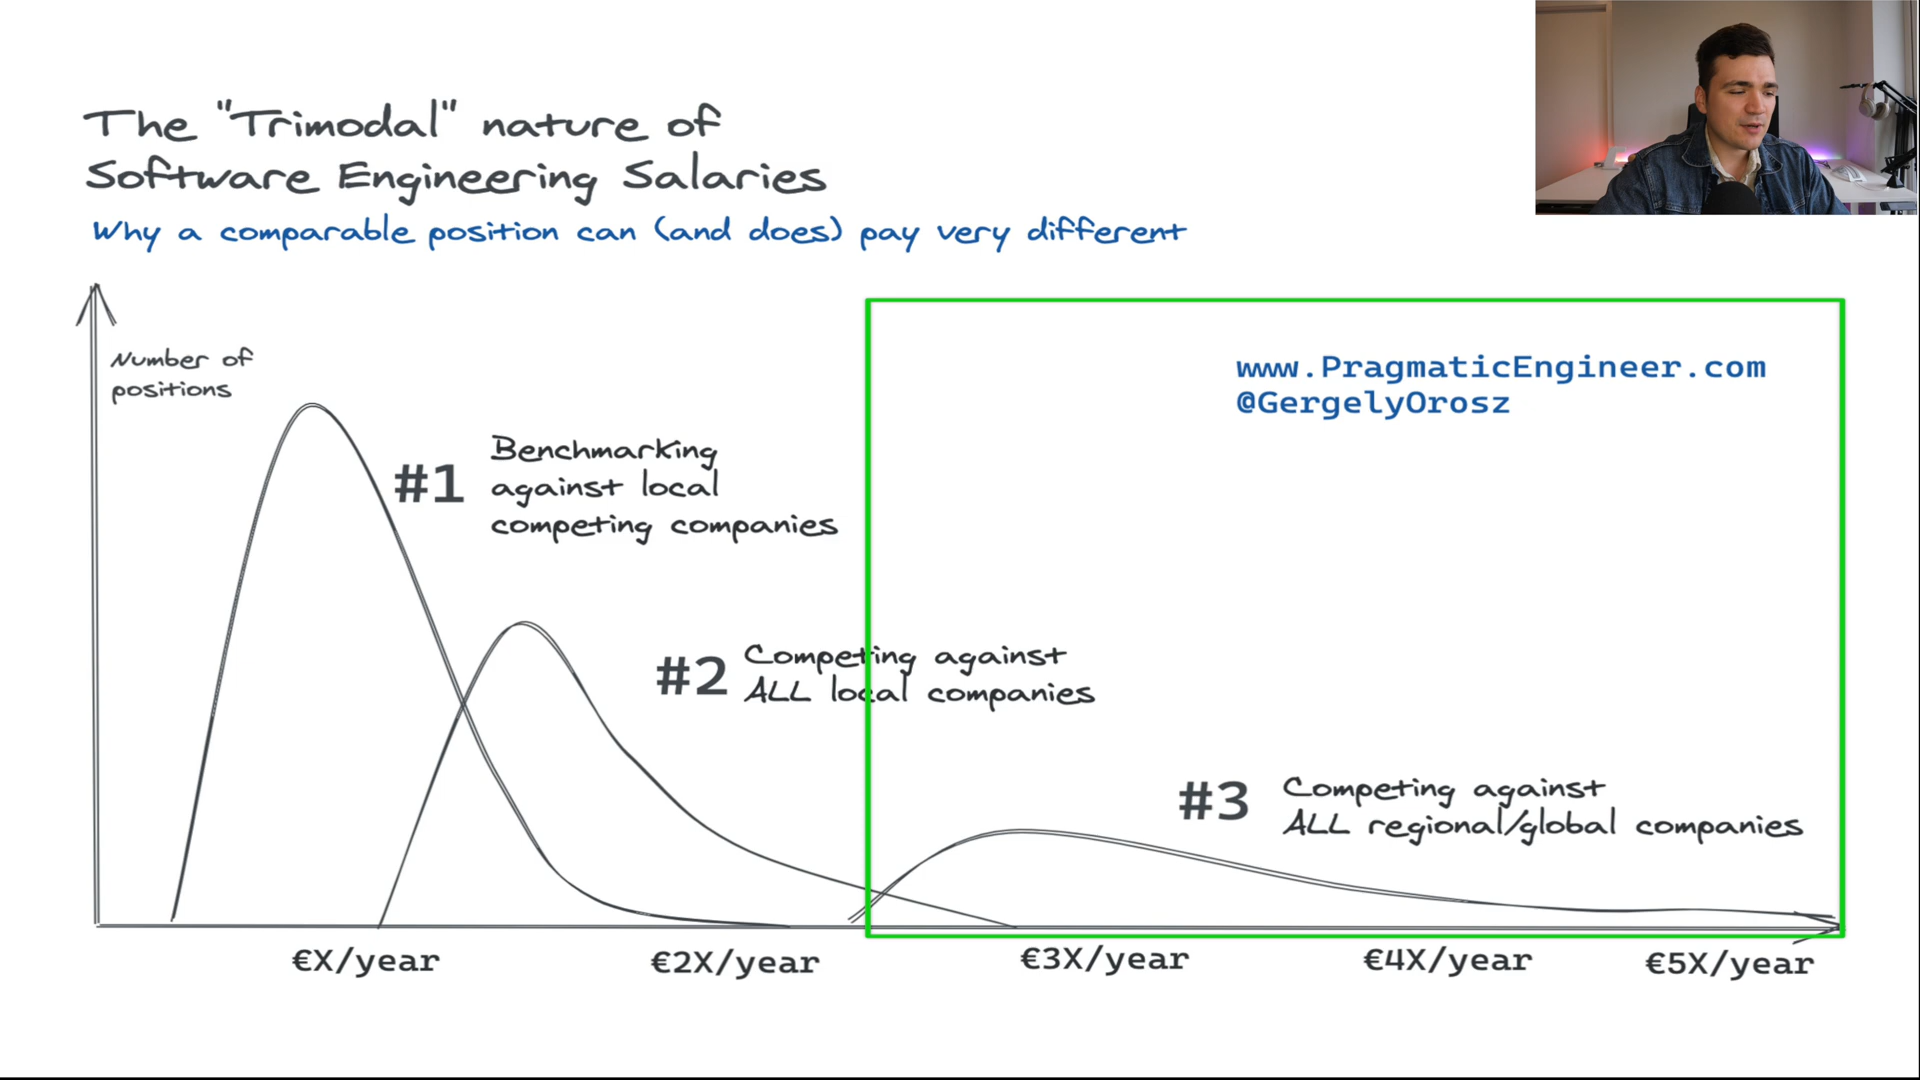 The "Trimodal" nature of
Software Engineering Salaries
Why a comparable position can (and does) pay very different
Number of
positions
www.PragmaticEngineer.com
@GergelyOrosz
#1 Benchmarking
against local
competing companies
#2 Competing against
ALL local companies
#3 Competing against
ALL regional/global companies
€X/year €2X/year €3X/year €4X/year €5X/year